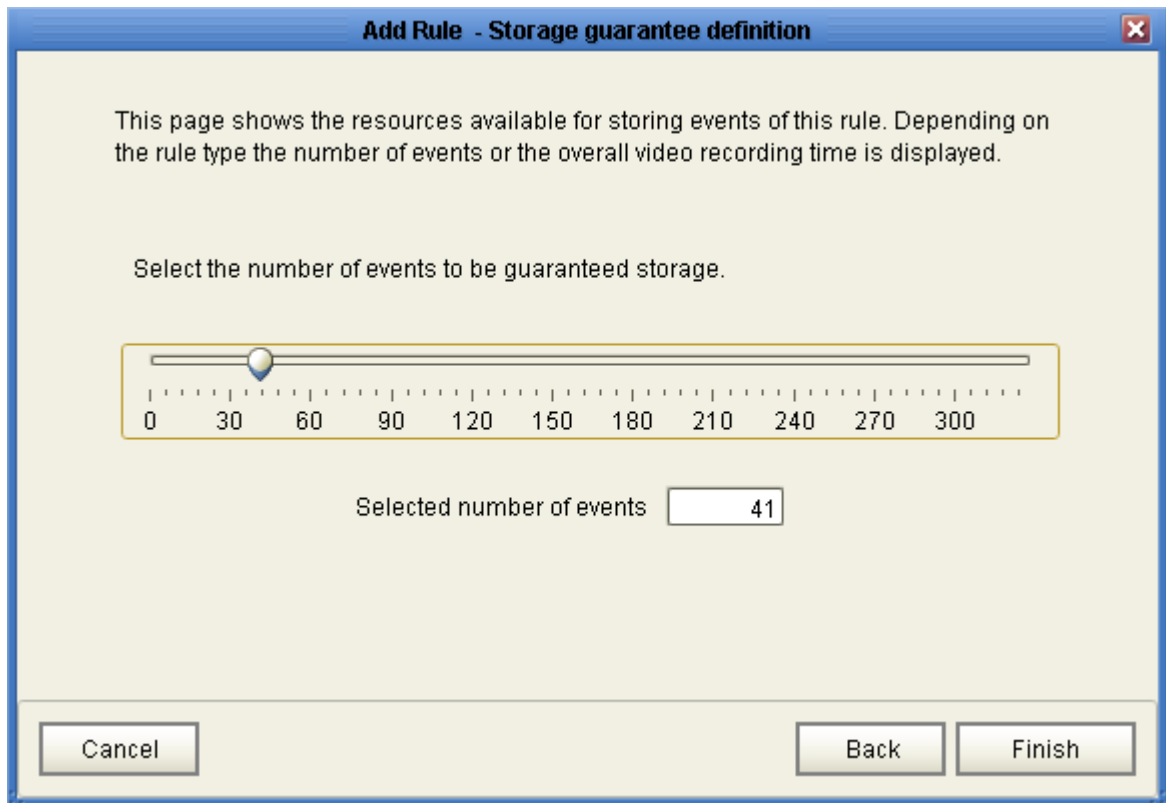 Add Rule - Storage guarantee definition
This page shows the resources available for storing events of this rule. Depending on
the rule type the number of events or the overall video recording time is displayed.
Select the number of events to be guaranteed storage.
0 30 60 90 120 150 180 210 240 270 300
Selected number of events 41
Cancel Back Finish